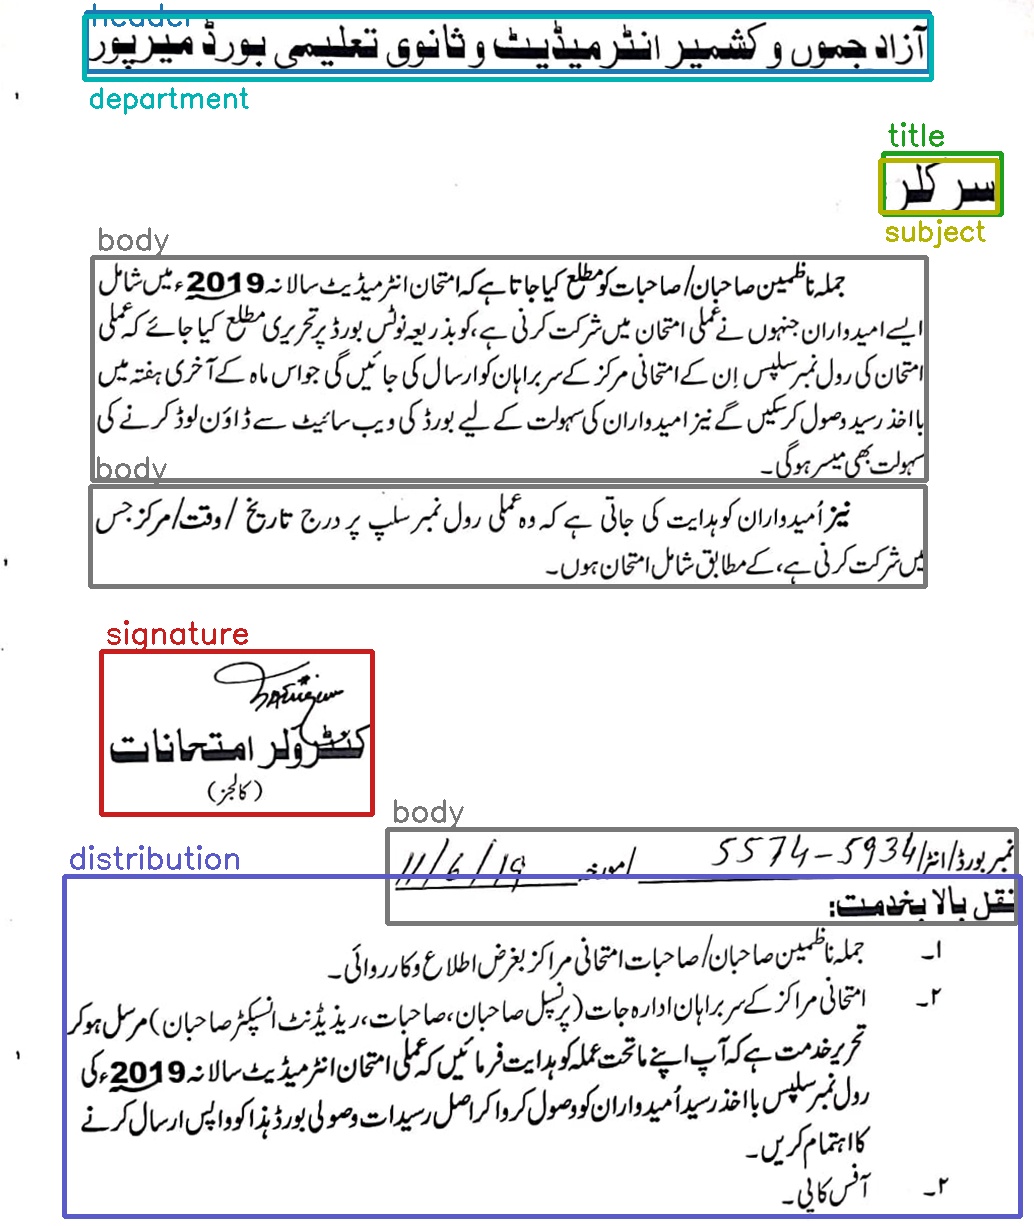 header
آزاد جموں و کشمیر انٹرمیڈیٹ و ثانوی تعلیمی بورڈ میرپور
department
title
سرکلر
subject
body
جملہ ناظمین صاحبان/صاحبات کو مطلع کیا جاتا ہے کہ امتحان انٹرمیڈیٹ سالانہ 2019ء میں شامل
ایسے امیدواران جنہوں نے عملی امتحان میں شرکت کرنی ہے، کو بذریعہ نوٹس بورڈ پر تحریری مطلع کیا جائے کہ عملی
امتحان کی رول نمبر سلپس اِن کے امتحانی مرکز کے سربراہان کو ارسال کی جائیں گی جو اس ماہ کے آخری ہفتہ میں
بااخذ رسید وصول کر سکیں گے نیز امیدواران کی سہولت کے لیے بورڈ کی ویب سائیٹ سے ڈاؤن لوڈ کرنے کی
سہولت بھی میسر ہوگی۔
body
نیز اُمیدواران کو ہدایت کی جاتی ہے کہ وہ عملی رول نمبر سلپ پر درج تاریخ /وقت/مرکز جس
میں شرکت کرنی ہے، کے مطابق شامل امتحان ہوں۔
signature
کنٹرولر امتحانات
(کالجز)
body
نمبر بورڈ/انٹر/5574-5934 /مورخہ 11/6/19
distribution
نقل بالا بخدمت:
۱۔ جملہ ناظمین صاحبان/صاحبات امتحانی مراکز بغرض اطلاع و کارروائی۔
۲۔ امتحانی مراکز کے سربراہان ادارہ جات (پرنسپل صاحبان، صاحبات، ریذیڈنٹ انسپکٹر صاحبان) مرسل ہو کر
تحریر خدمت ہے کہ آپ اپنے ماتحت عملہ کو ہدایت فرمائیں کہ عملی امتحان انٹرمیڈیٹ سالانہ 2019ء کی
رول نمبر سلپس بااخذ رسید اُمیدواران کو وصول کروا کر اصل رسیدات وصولی بورڈ ہذا کو واپس ارسال کرنے
کا اہتمام کریں۔
۲۔ آفس کاپی۔